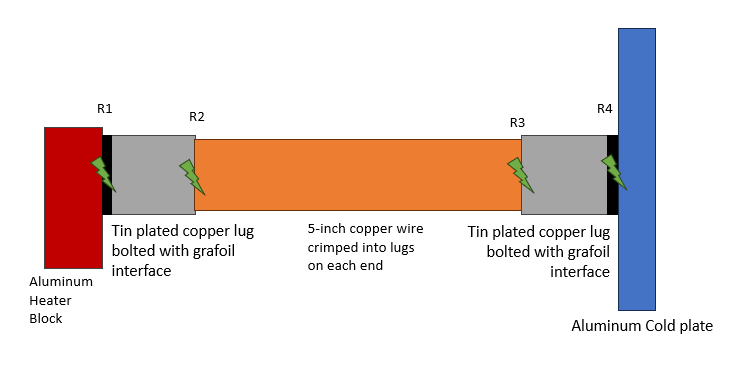 R1
R2
R3
R4
Tin plated copper lug
bolted with grafoil
interface
5-inch copper wire
crimped into lugs
on each end
Tin plated copper lug
bolted with grafoil
interface
Aluminum
Heater
Block
Aluminum Cold plate